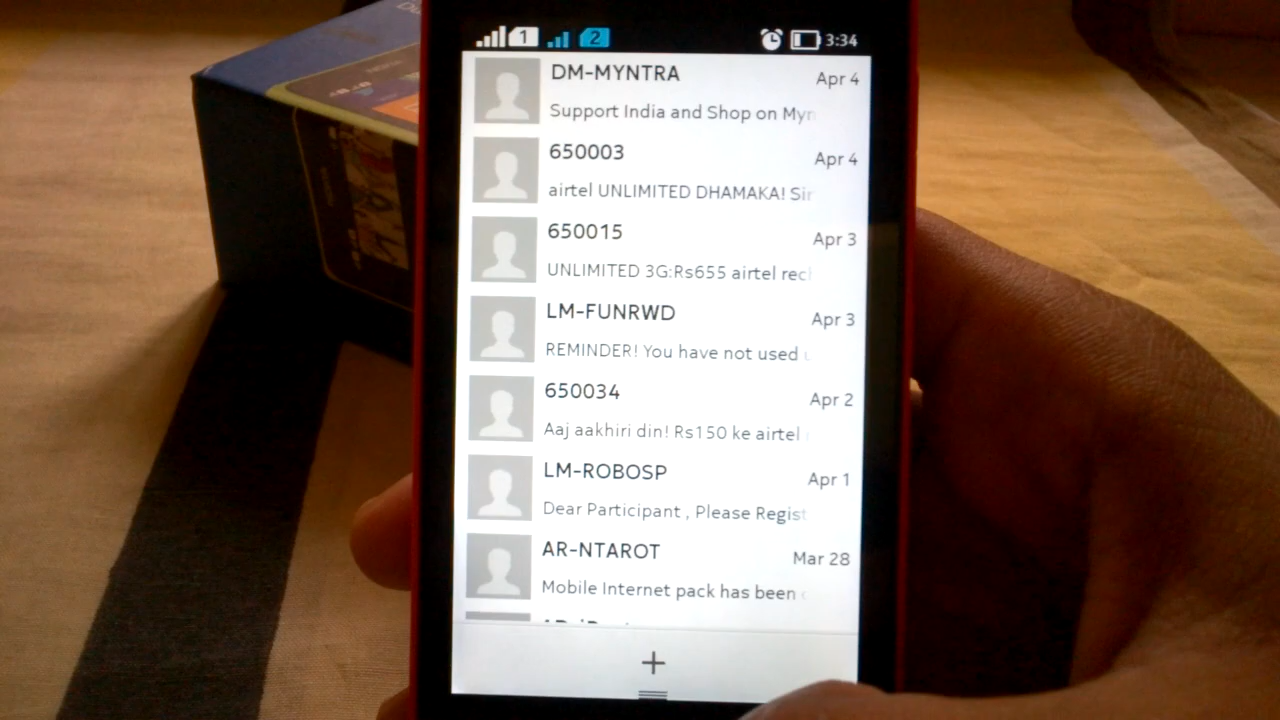 1 2 3:34
DM-MYNTRA Apr 4
Support India and Shop on Myn
650003 Apr 4
airtel UNLIMITED DHAMAKA! Sir
650015 Apr 3
UNLIMITED 3G:Rs655 airtel rec
LM-FUNRWD Apr 3
REMINDER! You have not used
650034 Apr 2
Aaj aakhiri din! Rs150 ke airtel
LM-ROBOSP Apr 1
Dear Participant , Please Regist
AR-NTAROT Mar 28
Mobile Internet pack has been
+